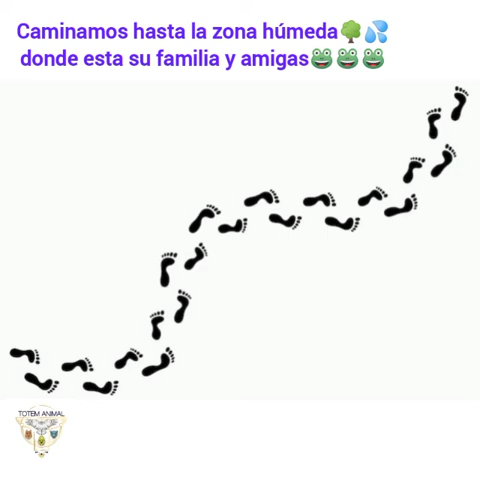 Caminamos hasta la zona húmeda🌳💦
donde esta su familia y amigas🐸🐸🐸
TOTEM ANIMAL